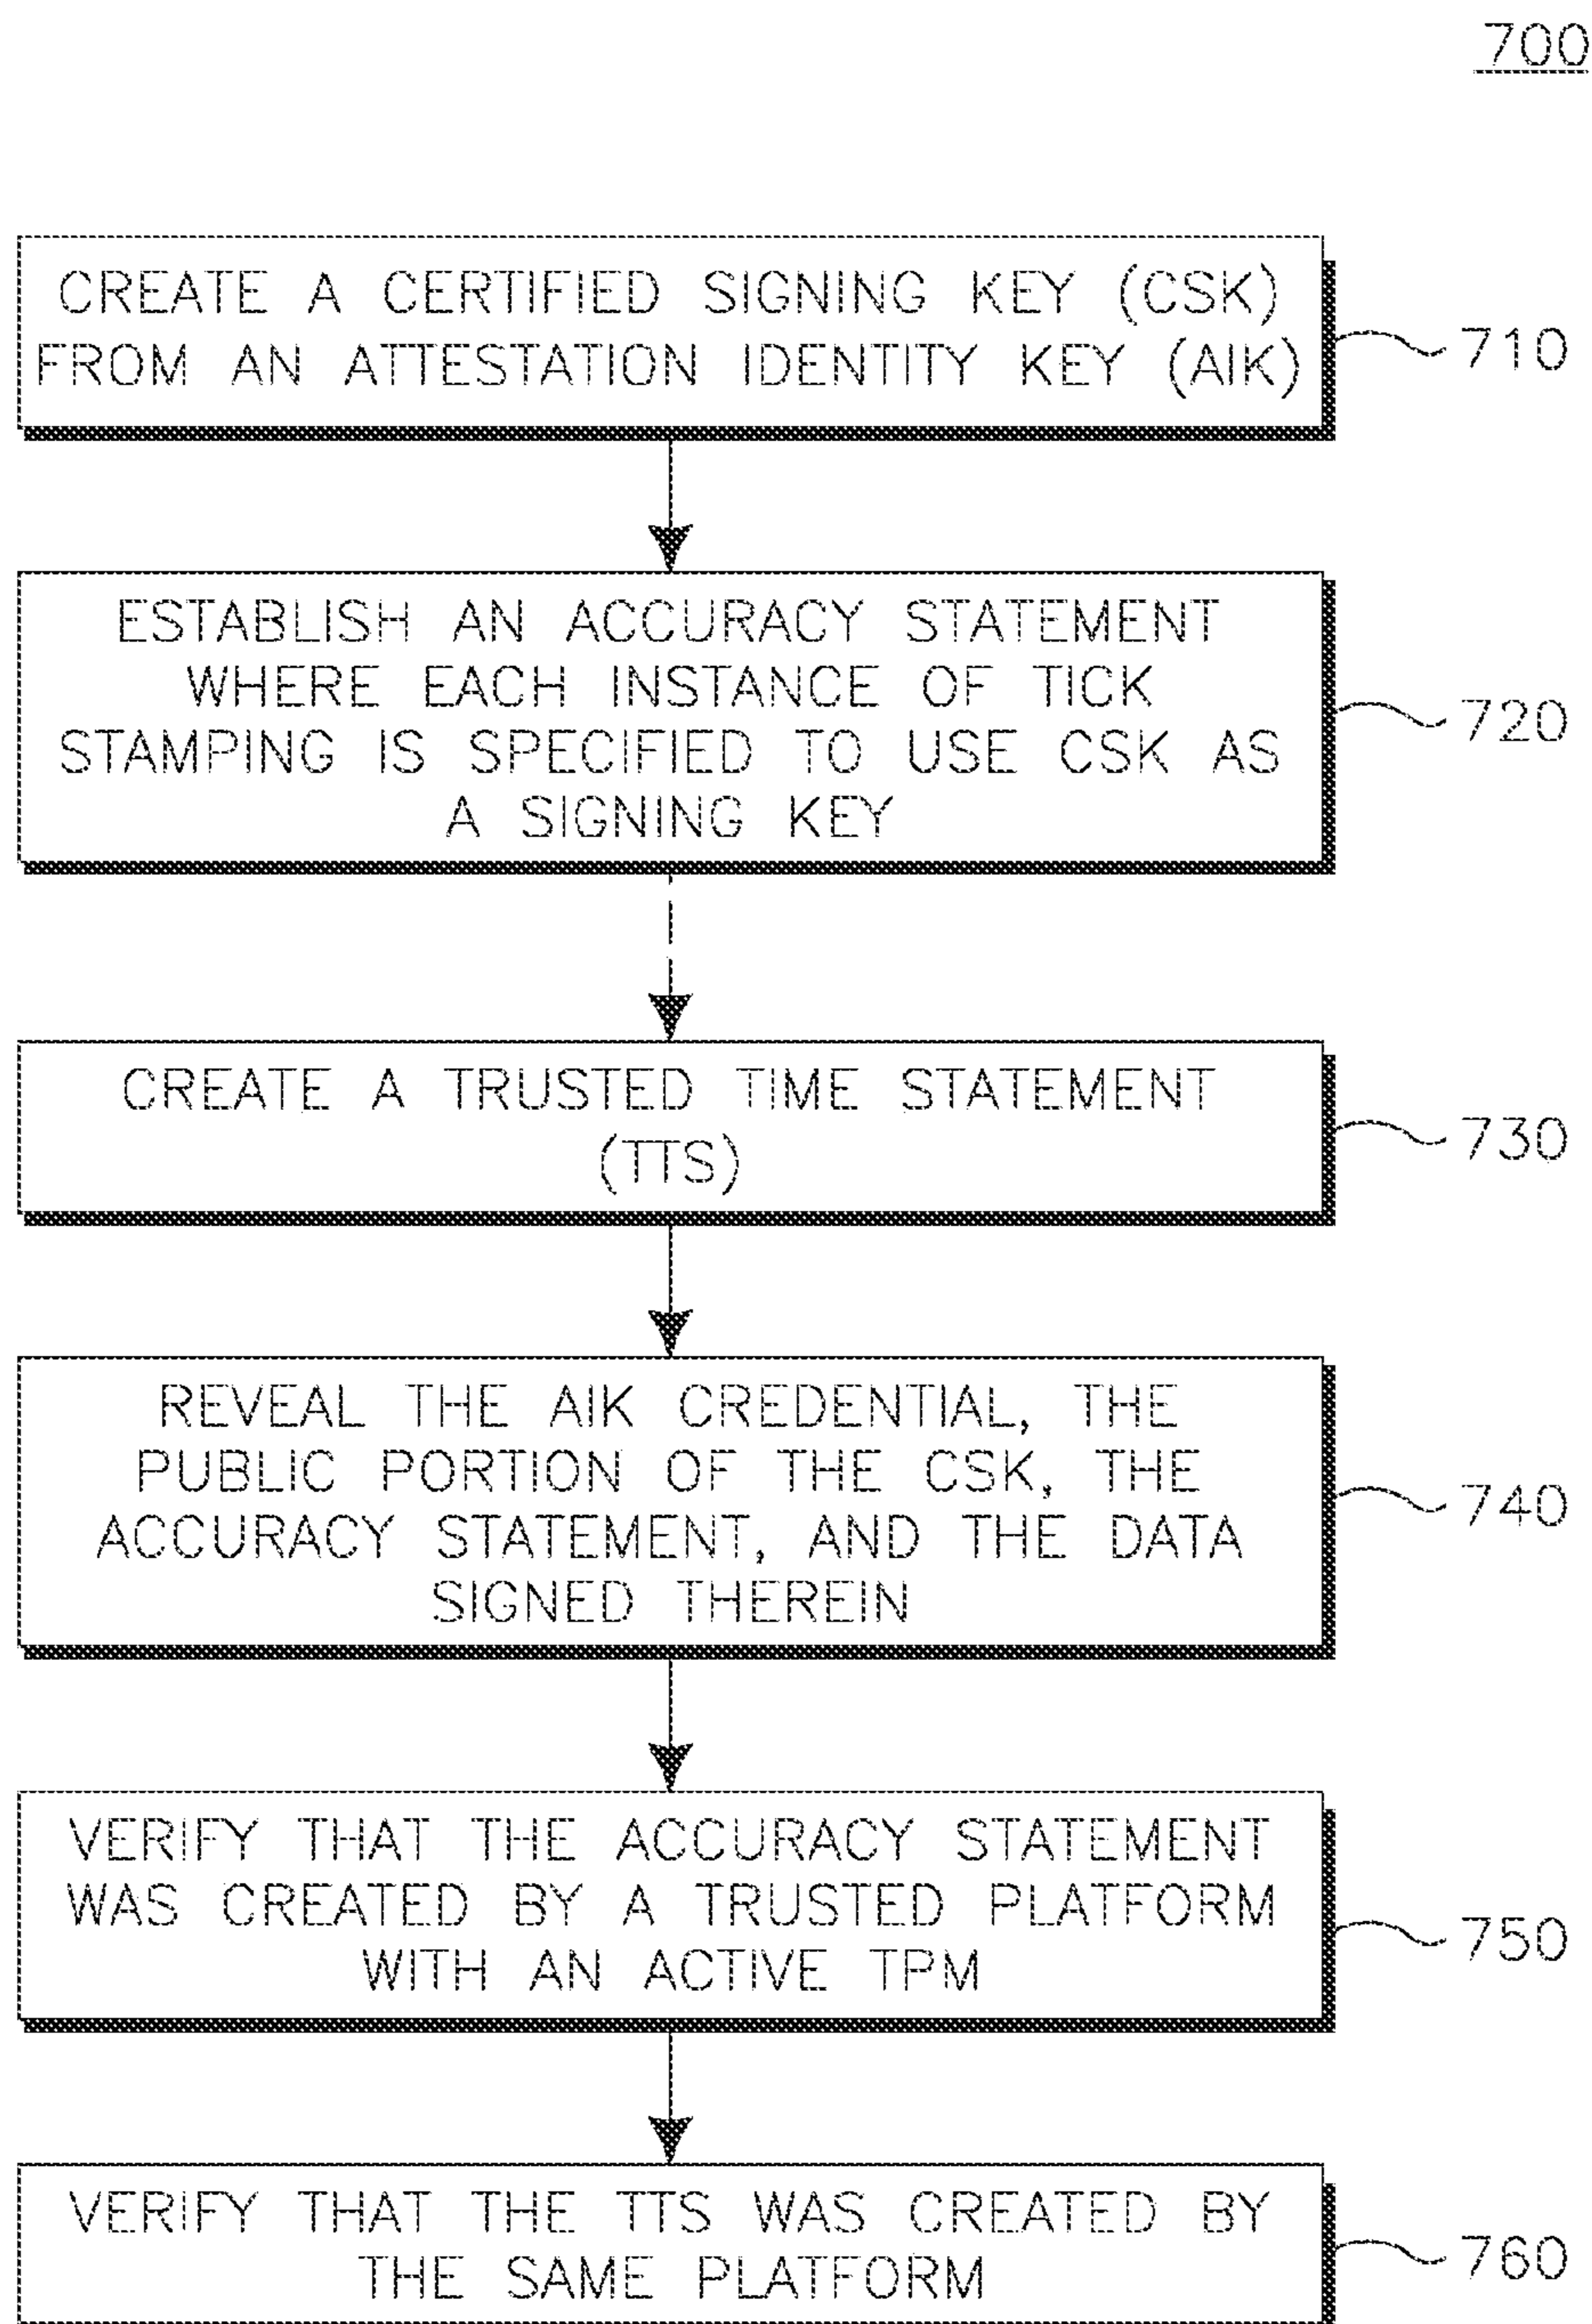 700
CREATE A CERTIFIED SIGNING KEY (CSK)
FROM AN ATTESTATION IDENTITY KEY (AIK)
710
ESTABLISH AN ACCURACY STATEMENT
WHERE EACH INSTANCE OF TICK
STAMPING IS SPECIFIED TO USE CSK AS
A SIGNING KEY
720
CREATE A TRUSTED TIME STATEMENT
(TTS)
730
REVEAL THE AIK CREDENTIAL, THE
PUBLIC PORTION OF THE CSK, THE
ACCURACY STATEMENT, AND THE DATA
SIGNED THEREIN
740
VERIFY THAT THE ACCURACY STATEMENT
WAS CREATED BY A TRUSTED PLATFORM
WITH AN ACTIVE TPM
750
VERIFY THAT THE TTS WAS CREATED BY
THE SAME PLATFORM
760